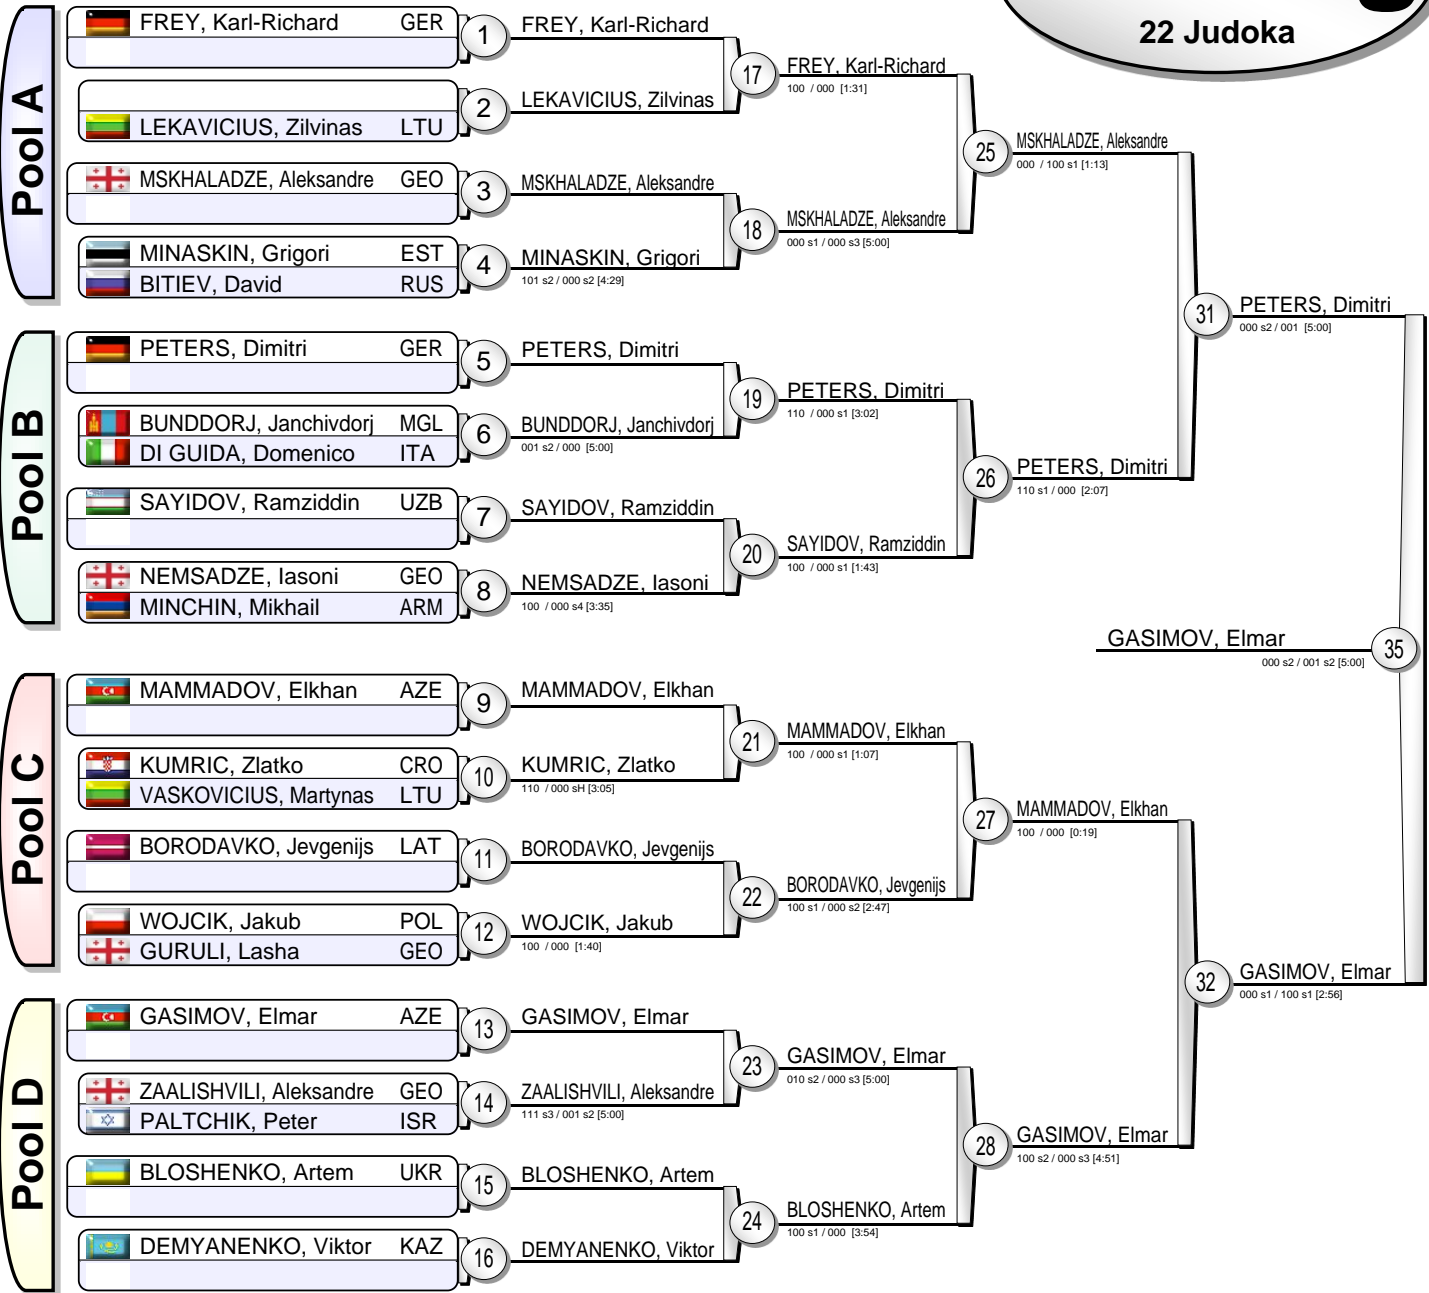 22 Judoka
Pool A
FREY, Karl-Richard GER
1
FREY, Karl-Richard
LEKAVICIUS, Zilvinas LTU
2
LEKAVICIUS, Zilvinas
17
FREY, Karl-Richard
100 / 000 [1:31]
MSKHALADZE, Aleksandre GEO
3
MSKHALADZE, Aleksandre
MINASKIN, Grigori EST
BITIEV, David RUS
4
MINASKIN, Grigori
101 s2 / 000 s2 [4:29]
18
MSKHALADZE, Aleksandre
000 s1 / 000 s3 [5:00]
25
MSKHALADZE, Aleksandre
000 / 100 s1 [1:13]
Pool B
PETERS, Dimitri GER
5
PETERS, Dimitri
BUNDDORJ, Janchivdorj MGL
DI GUIDA, Domenico ITA
6
BUNDDORJ, Janchivdorj
001 s2 / 000 [5:00]
19
PETERS, Dimitri
110 / 000 s1 [3:02]
SAYIDOV, Ramziddin UZB
7
SAYIDOV, Ramziddin
NEMSADZE, Iasoni GEO
MINCHIN, Mikhail ARM
8
NEMSADZE, Iasoni
100 / 000 s4 [3:35]
20
SAYIDOV, Ramziddin
100 / 000 s1 [1:43]
26
PETERS, Dimitri
110 s1 / 000 [2:07]
31
PETERS, Dimitri
000 s2 / 001 [5:00]
GASIMOV, Elmar
000 s2 / 001 s2 [5:00]
35
Pool C
MAMMADOV, Elkhan AZE
9
MAMMADOV, Elkhan
KUMRIC, Zlatko CRO
VASKOVICIUS, Martynas LTU
10
KUMRIC, Zlatko
110 / 000 sH [3:05]
21
MAMMADOV, Elkhan
100 / 000 s1 [1:07]
BORODAVKO, Jevgenijs LAT
11
BORODAVKO, Jevgenijs
WOJCIK, Jakub POL
GURULI, Lasha GEO
12
WOJCIK, Jakub
100 / 000 [1:40]
22
BORODAVKO, Jevgenijs
100 s1 / 000 s2 [2:47]
27
MAMMADOV, Elkhan
100 / 000 [0:19]
Pool D
GASIMOV, Elmar AZE
13
GASIMOV, Elmar
ZAALISHVILI, Aleksandre GEO
PALTCHIK, Peter ISR
14
ZAALISHVILI, Aleksandre
111 s3 / 001 s2 [5:00]
23
GASIMOV, Elmar
010 s2 / 000 s3 [5:00]
BLOSHENKO, Artem UKR
15
BLOSHENKO, Artem
DEMYANENKO, Viktor KAZ
16
DEMYANENKO, Viktor
24
BLOSHENKO, Artem
100 s1 / 000 [3:54]
28
GASIMOV, Elmar
100 s2 / 000 s3 [4:51]
32
GASIMOV, Elmar
000 s1 / 100 s1 [2:56]